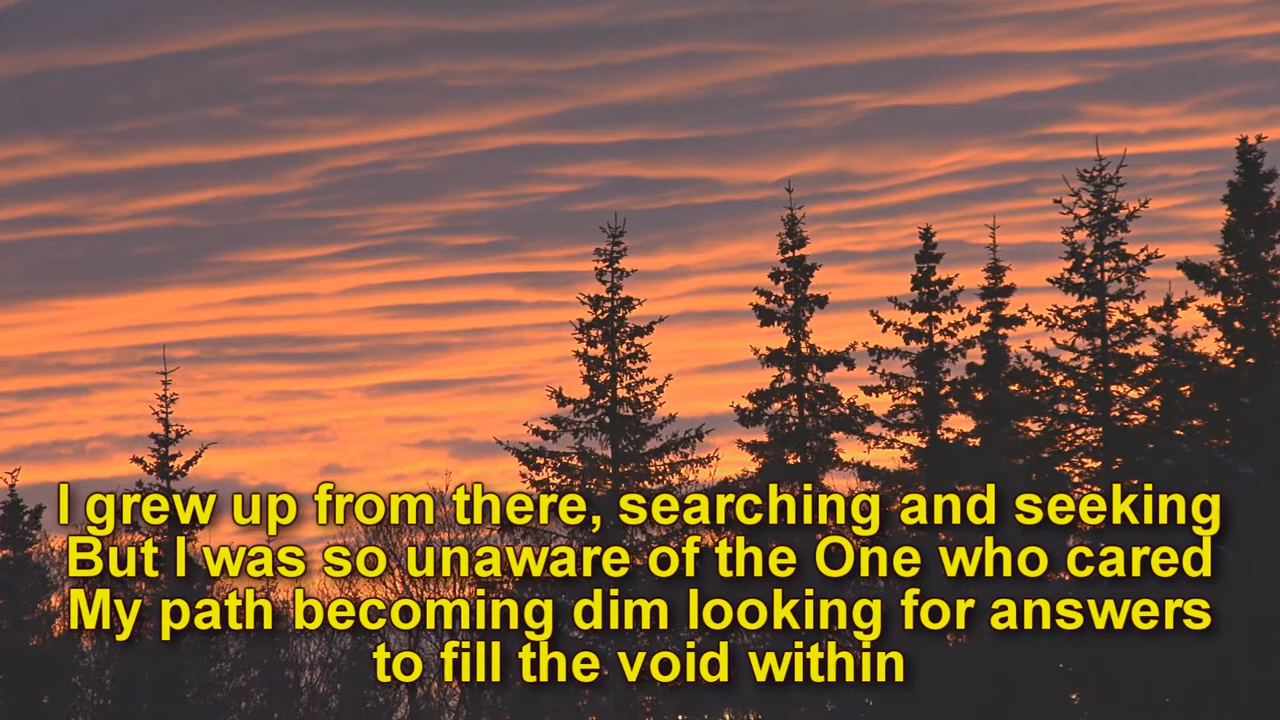 I grew up from there, searching and seeking
But I was so unaware of the One who cared
My path becoming dim looking for answers
to fill the void within